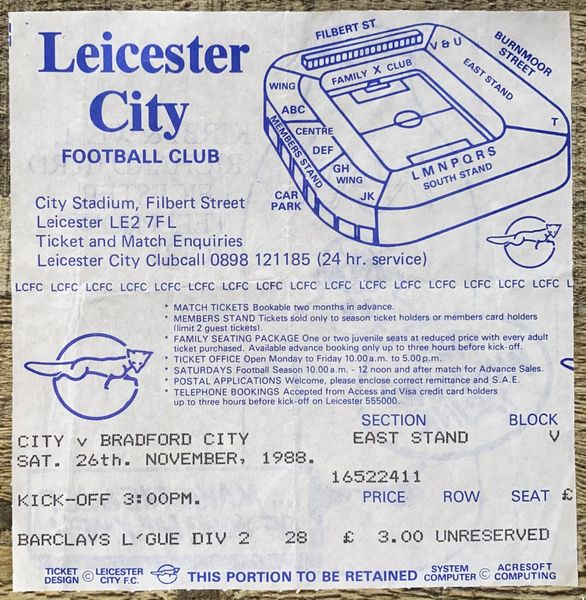 Leicester
City
FOOTBALL CLUB
City Stadium, Filbert Street
Leicester LE2 7FL
Ticket and Match Enquiries
Leicester City Clubcall 0898 121185 (24 hr. service)
FILBERT ST
V & U
BURNMOOR
STREET
FAMILY X CLUB
EAST STAND
WING
ABC
CENTRE
DEF
GH
WING
JK
MEMBERS STAND
T
L M N P Q R S
SOUTH STAND
CAR
PARK
LCFC LCFC LCFC LCFC LCFC LCFC LCFC LCFC LCFC LCFC LCFC LCFC LCFC LCFC LCFC L
* MATCH TICKETS Bookable two months in advance.
* MEMBERS STAND Tickets sold only to season ticket holders or members card holders
(limit 2 guest tickets).
* FAMILY SEATING PACKAGE One or two juvenile seats at reduced price with every adult
ticket purchased. Available advance booking only up to three hours before kick-off.
* TICKET OFFICE Open Monday to Friday 10.00 a.m. to 5.00 p.m.
* SATURDAYS Football Season 10.00 a.m. - 12 noon and after match for Advance Sales.
* POSTAL APPLICATIONS Welcome, please enclose correct remittance and S.A.E.
* TELEPHONE BOOKINGS Accepted from Access and Visa credit card holders
up to three hours before kick-off on Leicester 555000.
SECTION BLOCK
CITY v BRADFORD CITY EAST STAND V
SAT. 26th. NOVEMBER, 1988.
16522411
KICK-OFF 3:00PM. PRICE ROW SEAT £
BARCLAYS L'GUE DIV 2 28 £ 3.00 UNRESERVED
TICKET DESIGN © LEICESTER CITY F.C. THIS PORTION TO BE RETAINED SYSTEM COMPUTER © ACRESOFT COMPUTING